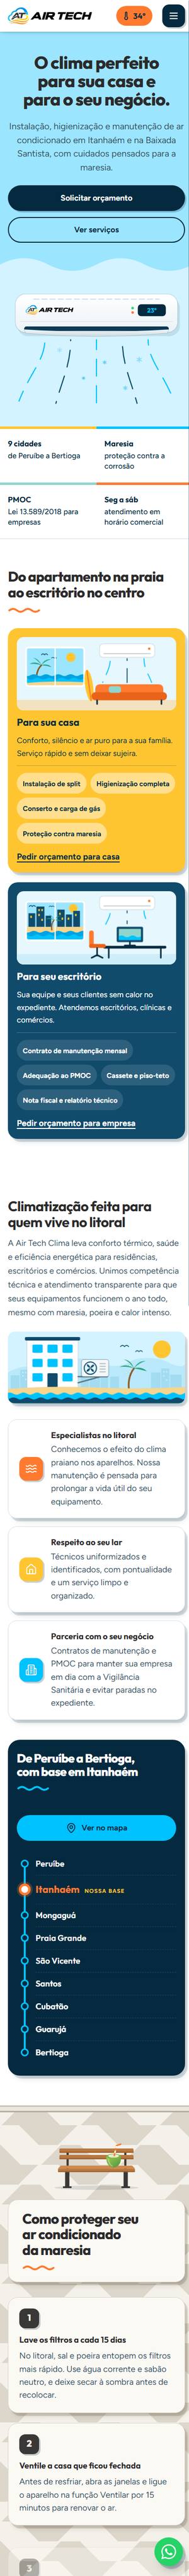 AIR TECH
34°
O clima perfeito
para sua casa e
para o seu negócio.
Instalação, higienização e manutenção de ar
condicionado em Itanhaém e na Baixada
Santista, com cuidados pensados para a
maresia.
Solicitar orçamento
Ver serviços
AIR TECH
23°
9 cidades
de Peruíbe a Bertioga
Maresia
proteção contra a
corrosão
PMOC
Lei 13.589/2018 para
empresas
Seg a sáb
atendimento em
horário comercial
Do apartamento na praia
ao escritório no centro
Para sua casa
Conforto, silêncio e ar puro para a sua família.
Serviço rápido e sem deixar sujeira.
Instalação de split
Higienização completa
Conserto e carga de gás
Proteção contra maresia
Pedir orçamento para casa
Para seu escritório
Sua equipe e seus clientes sem calor no
expediente. Atendemos escritórios, clínicas e
comércios.
Contrato de manutenção mensal
Adequação ao PMOC
Cassete e piso-teto
Nota fiscal e relatório técnico
Pedir orçamento para empresa
Climatização feita para
quem vive no litoral
A Air Tech Clima leva conforto térmico, saúde
e eficiência energética para residências,
escritórios e comércios. Unimos competência
técnica e atendimento transparente para que
seus equipamentos funcionem o ano todo,
mesmo com maresia, poeira e calor intenso.
Especialistas no litoral
Conhecemos o efeito do clima
praiano nos aparelhos. Nossa
manutenção é pensada para
prolongar a vida útil do seu
equipamento.
Respeito ao seu lar
Técnicos uniformizados e
identificados, com pontualidade
e um serviço limpo e
organizado.
Parceria com o seu negócio
Contratos de manutenção e
PMOC para manter sua empresa
em dia com a Vigilância
Sanitária e evitar paradas no
expediente.
De Peruíbe a Bertioga,
com base em Itanhaém
Ver no mapa
Peruíbe
Itanhaém NOSSA BASE
Mongaguá
Praia Grande
São Vicente
Santos
Cubatão
Guarujá
Bertioga
Como proteger seu
ar condicionado
da maresia
1
Lave os filtros a cada 15 dias
No litoral, sal e poeira entopem os filtros
mais rápido. Use água corrente e sabão
neutro, e deixe secar à sombra antes de
recolocar.
2
Ventile a casa que ficou fechada
Antes de resfriar, abra as janelas e ligue
o aparelho na função Ventilar por 15
minutos para renovar o ar.
3